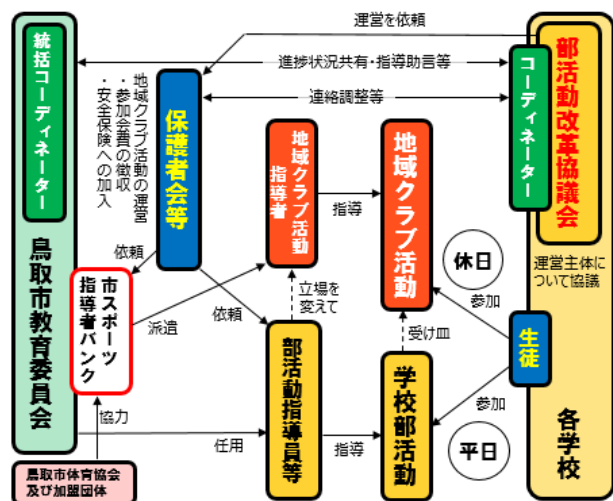 運営を依頼
進捗状況共有・指導助言等
連絡調整等
統括コーディネーター
鳥取市教育委員会
地域クラブ活動の運営
・参加会費の徴収
・安全保険への加入
保護者会等
地域クラブ活動
指導者
指導
地域クラブ活動
コーディネーター
部活動改革協議会
運営主体に
ついて協議
休日
参加
生徒
依頼
依頼
市スポーツ
指導者バンク
派遣
立場を
変えて
受け皿
部活動指導員等
指導
学校部活動
参加
平日
各学校
協力
任用
鳥取市体育協会
及び加盟団体